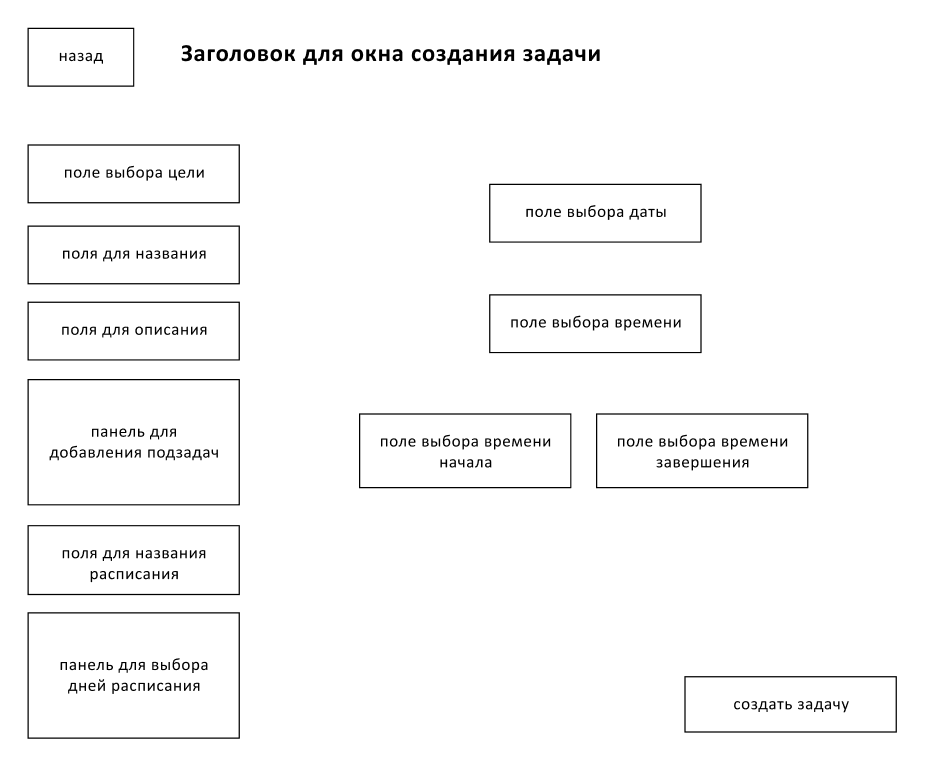 назад
Заголовок для окна создания задачи
поле выбора цели
поле выбора даты
поля для названия
поля для описания
поле выбора времени
панель для
добавления подзадач
поле выбора времени
начала
поле выбора времени
завершения
поля для названия
расписания
панель для выбора
дней расписания
создать задачу